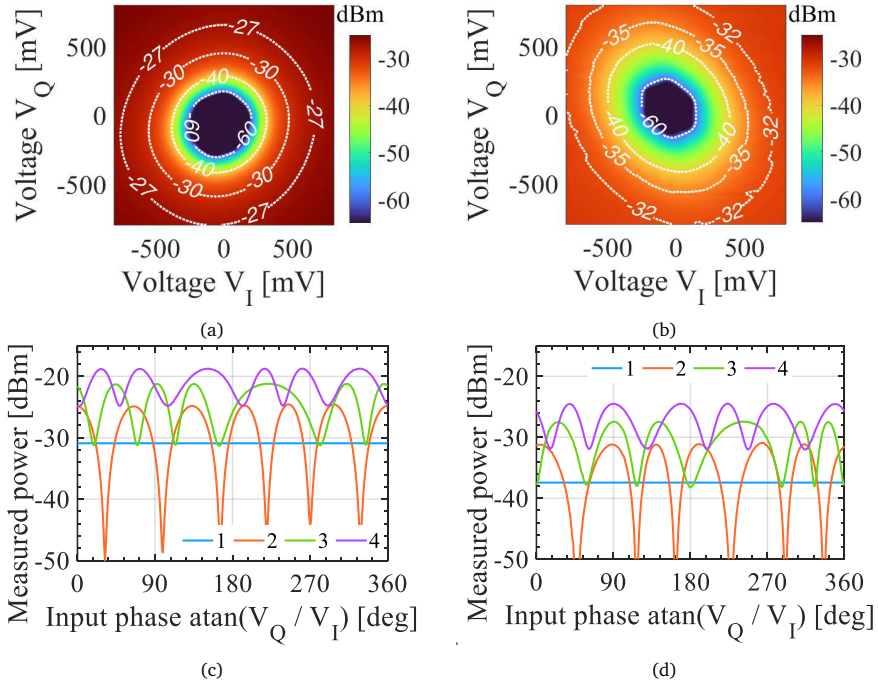 dBm
500
0
-500
Voltage V_Q [mV]
-27
-27
-30
-40
-60
-60
-27
-40
-30
-30
-27
-27
-30
-40
-50
-60
-500 0 500
Voltage V_I [mV]
(a)
dBm
500
0
-500
Voltage V_Q [mV]
-32
-35
-32
-35
-40
-60
-40
-32
-35
-35
-32
-32
-30
-40
-50
-60
-500 0 500
Voltage V_I [mV]
(b)
Measured power [dBm]
-20
-30
-40
-50
1 2 3 4
0 90 180 270 360
Input phase atan(V_Q / V_I) [deg]
(c)
Measured power [dBm]
1 2 3 4
-20
-30
-40
-50
0 90 180 270 360
Input phase atan(V_Q / V_I) [deg]
(d)